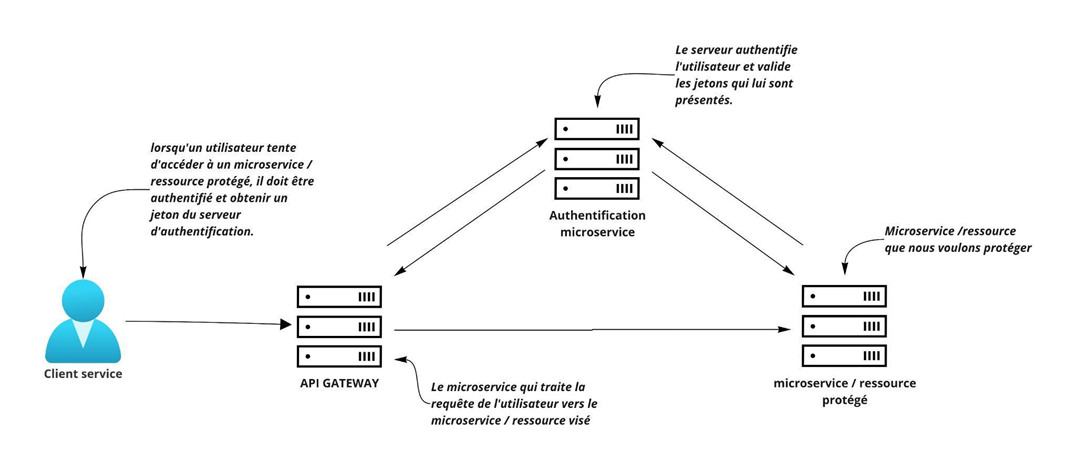 Le serveur authentifie
l'utilisateur et valide
les jetons qui lui sont
présentés.
lorsqu'un utilisateur tente
d'accéder à un microservice /
ressource protégé, il doit être
authentifié et obtenir un
jeton du serveur
d'authentification.
Authentification
microservice
Microservice /ressource
que nous voulons protéger
Client service
API GATEWAY
microservice / ressource
protégé
Le microservice qui traite la
requête de l'utilisateur vers le
microservice / ressource visé